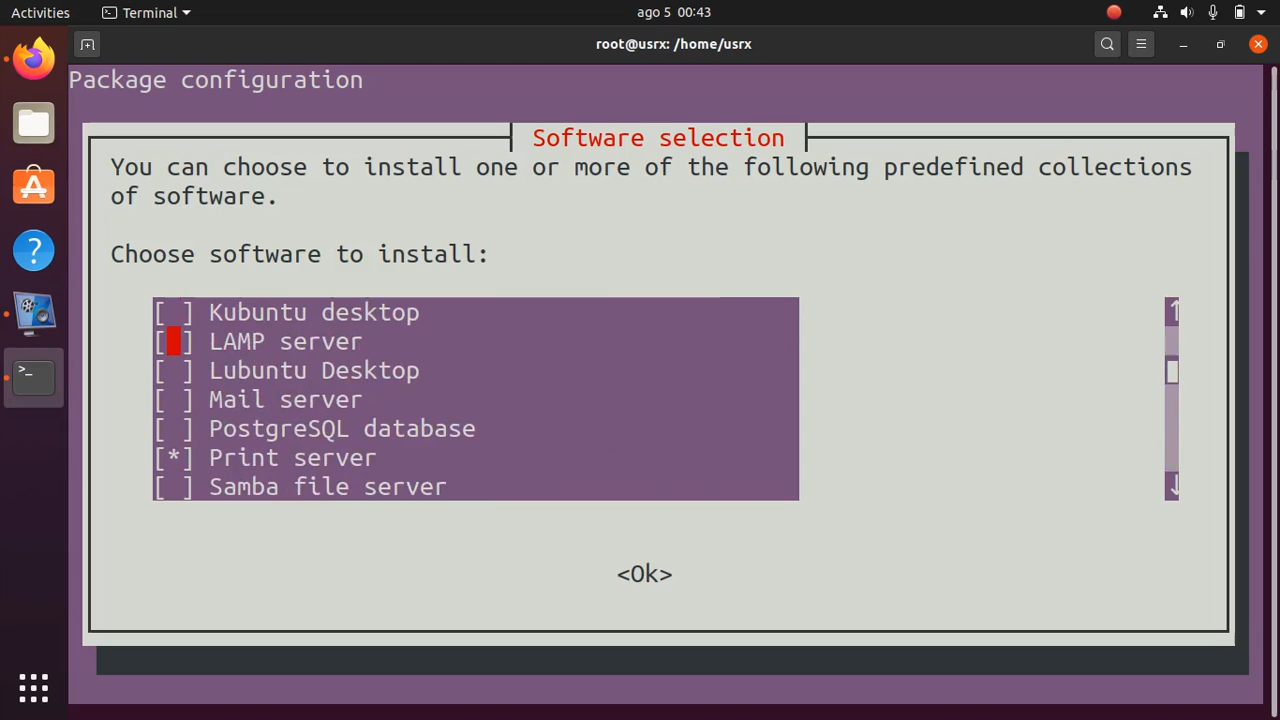 Activities
Terminal
ago 5 00:43
root@usrx: /home/usrx
Package configuration
Software selection
You can choose to install one or more of the following predefined collections
of software.
Choose software to install:
[ ] Kubuntu desktop
[ ] LAMP server
[ ] Lubuntu Desktop
[ ] Mail server
[ ] PostgreSQL database
[*] Print server
[ ] Samba file server
<Ok>